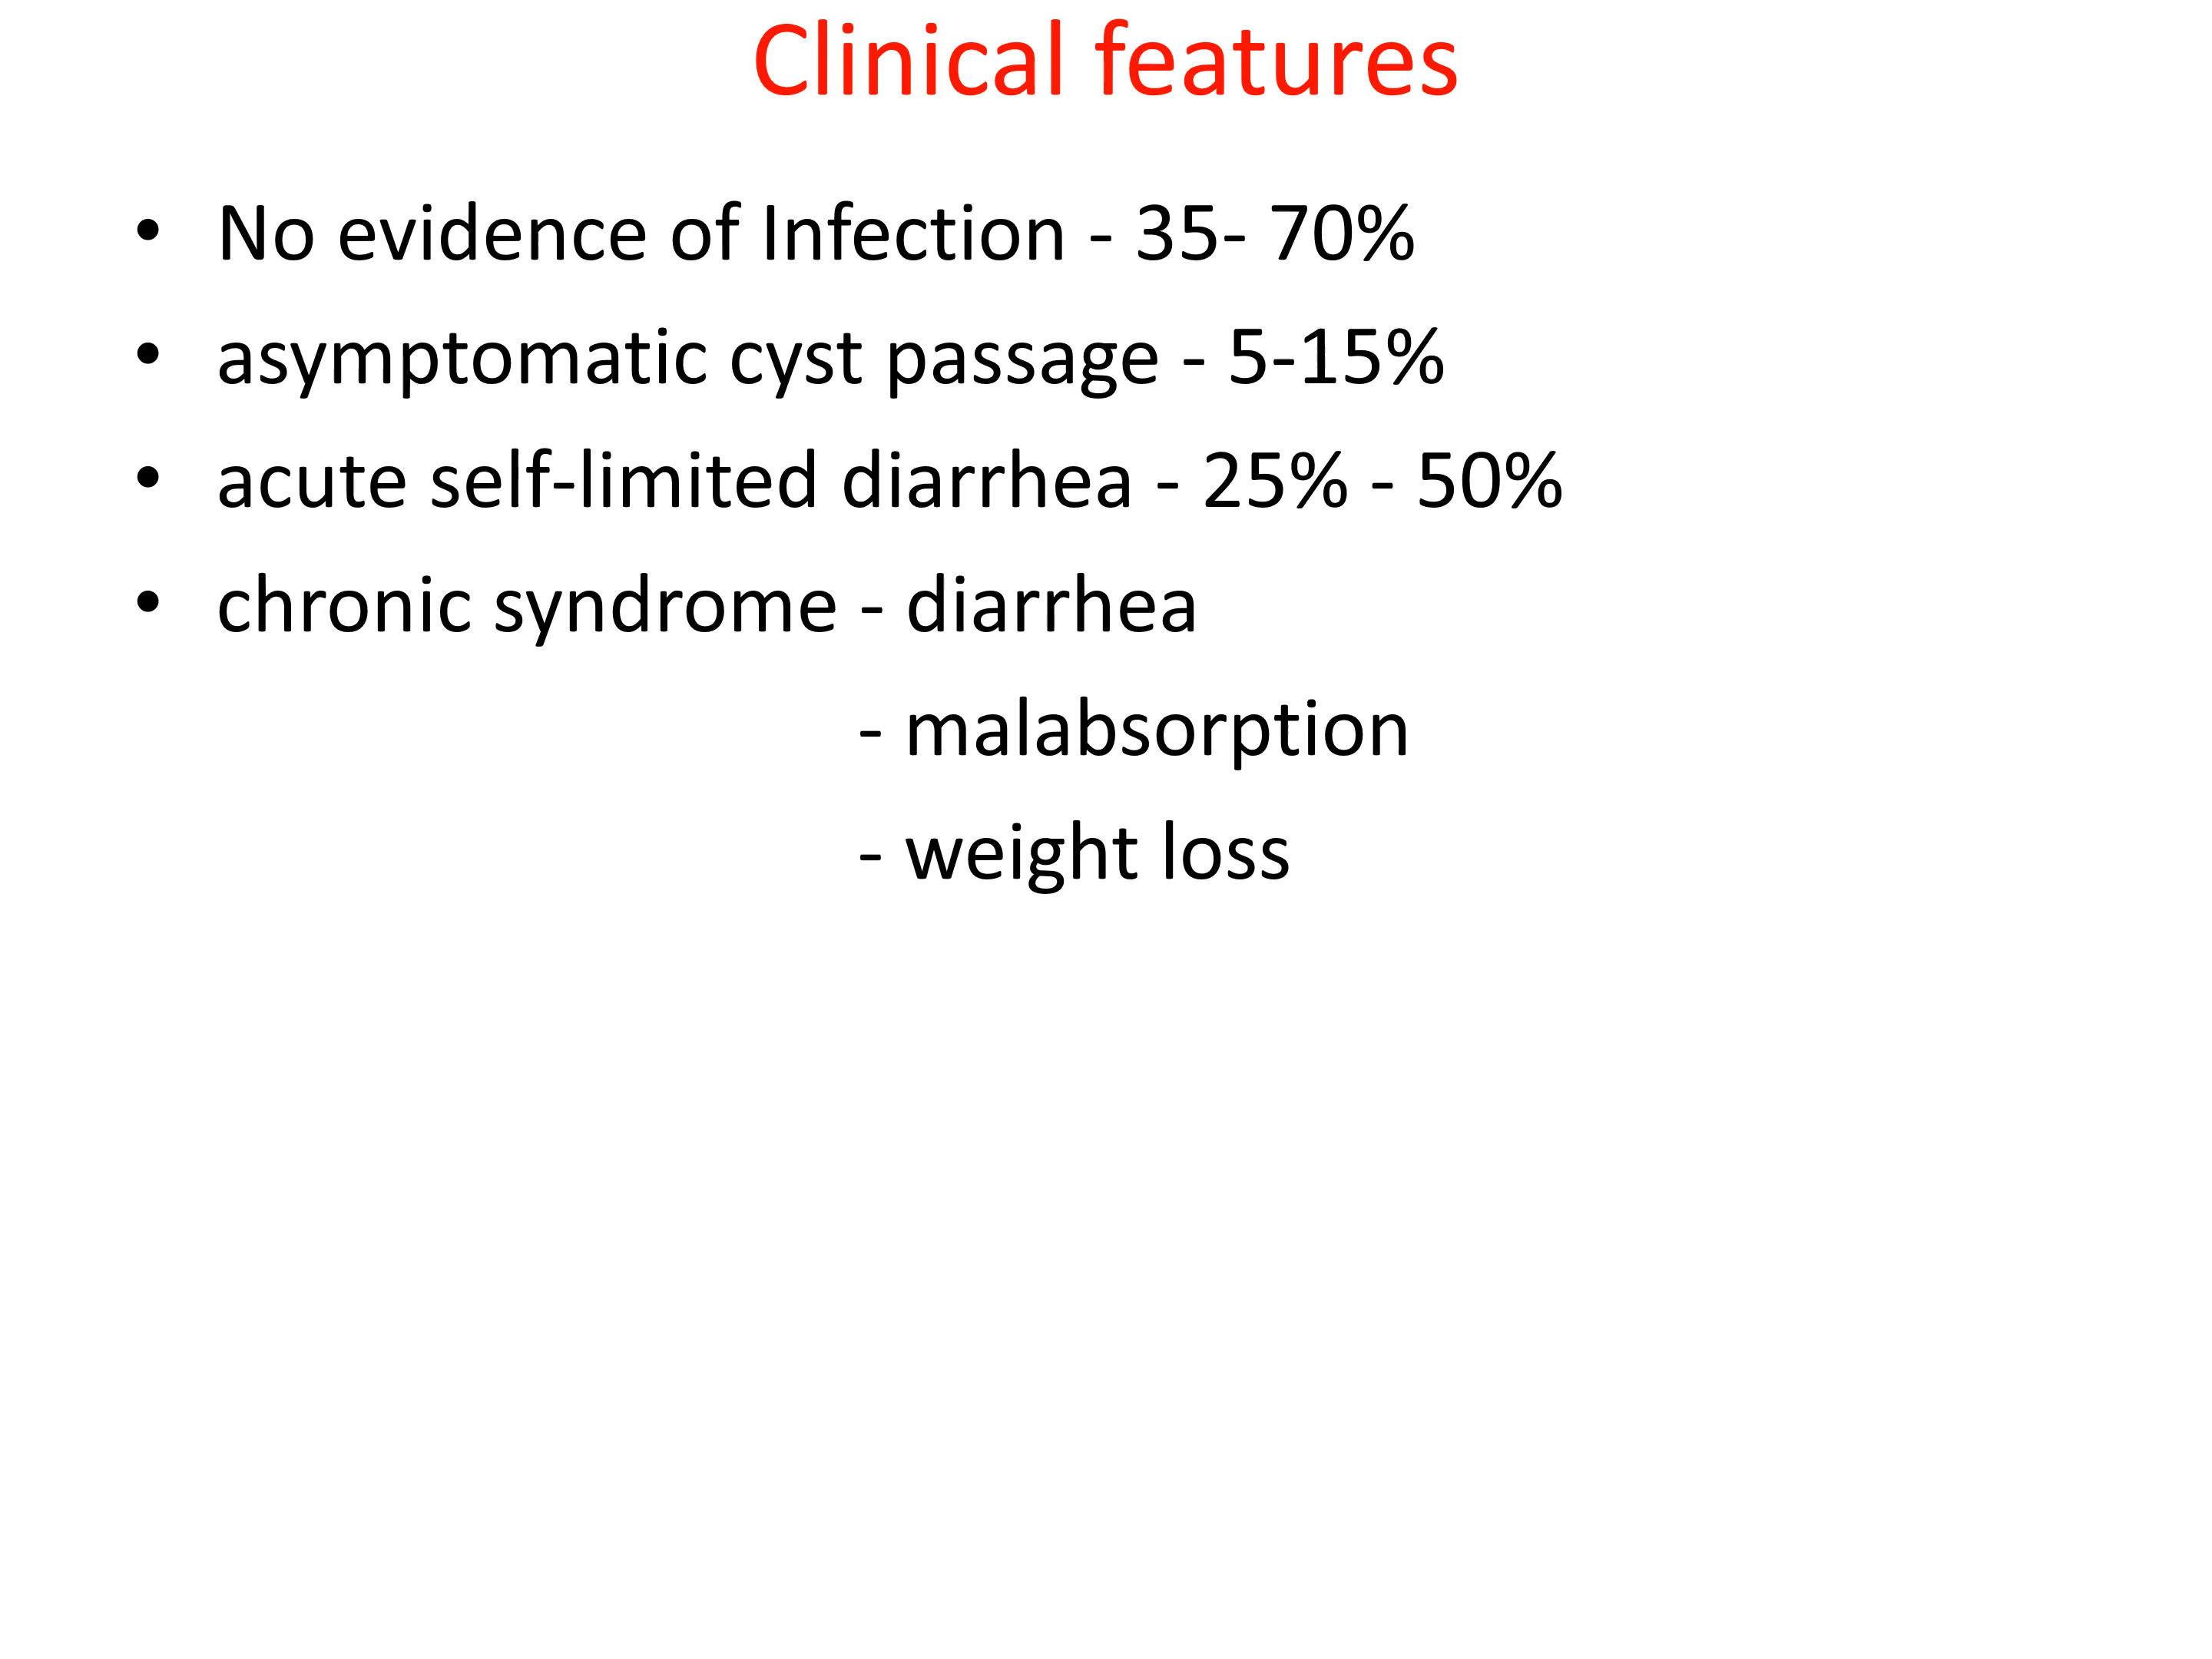 Clinical features
• No evidence of Infection - 35- 70%
• asymptomatic cyst passage - 5-15%
• acute self-limited diarrhea - 25% - 50%
• chronic syndrome - diarrhea
- malabsorption
- weight loss